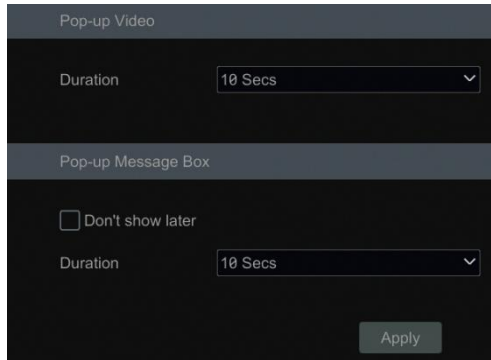 Pop-up Video
Duration 10 Secs
Pop-up Message Box
Don't show later
Duration 10 Secs
Apply